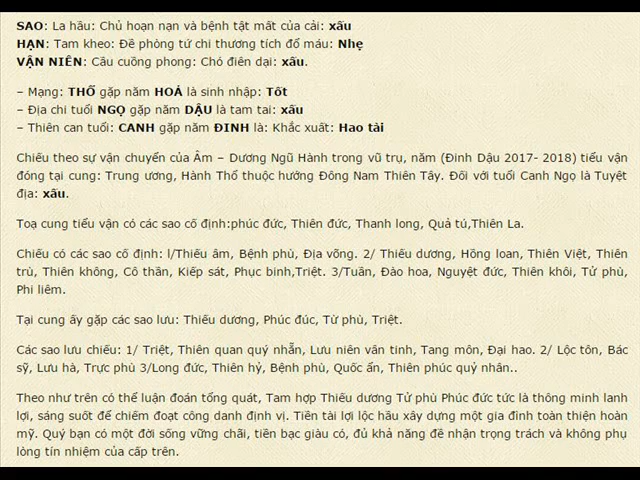 SAO: La hầu: Chủ hoạn nạn và bệnh tật mất của cải: xấu
HẠN: Tam kheo: Đề phòng tứ chi thương tích đổ máu: Nhẹ
VẬN NIÊN: Câu cuồng phong: Chó điên dại: xấu.
– Mạng: THỔ gặp năm HOẢ là sinh nhập: Tốt
– Địa chi tuổi NGỌ gặp năm DẬU là tam tai: xấu
– Thiên can tuổi: CANH gặp năm ĐINH là: Khắc xuất: Hao tài
Chiếu theo sự vận chuyển của Âm – Dương Ngũ Hành trong vũ trụ, năm (Đinh Dậu 2017- 2018) tiểu vận
đóng tại cung: Trung ương, Hành Thổ thuộc hướng Đông Nam Thiên Tây. Đối với tuổi Canh Ngọ là Tuyệt
địa: xấu.
Toạ cung tiểu vận có các sao cố định:phúc đức, Thiên đức, Thanh long, Quả tú,Thiên La.
Chiếu có các sao cố định: l/Thiếu âm, Bệnh phù, Địa võng. 2/ Thiếu dương, Hồng loan, Thiên Việt, Thiên
trù, Thiên không, Cô thần, Kiếp sát, Phục binh,Triệt. 3/Tuần, Đào hoa, Nguyệt đức, Thiên khôi, Tử phù,
Phi liêm.
Tại cung ấy gặp các sao lưu: Thiếu dương, Phúc đúc, Từ phù, Triệt.
Các sao lưu chiếu: 1/ Triệt, Thiên quan quý nhẫn, Lưu niên văn tinh, Tang môn, Đại hao. 2/ Lộc tôn, Bác
sỹ, Lưu hà, Trực phù 3/Long đức, Thiên hỷ, Bệnh phù, Quốc ấn, Thiên phúc quý nhân..
Theo như trên có thể luận đoán tổng quát, Tam hợp Thiếu dương Tử phù Phúc đức tức là thông minh lanh
lợi, sáng suốt để chiếm đoạt công danh định vị. Tiên tài lợi lộc hầu xây dựng một gia đình toàn thiện hoàn
mỹ. Quý bạn có một đời sống vững chãi, tiền bạc giàu có, đủ khả năng đê nhận trọng trách và không phụ
lòng tín nhiệm của cấp trên.